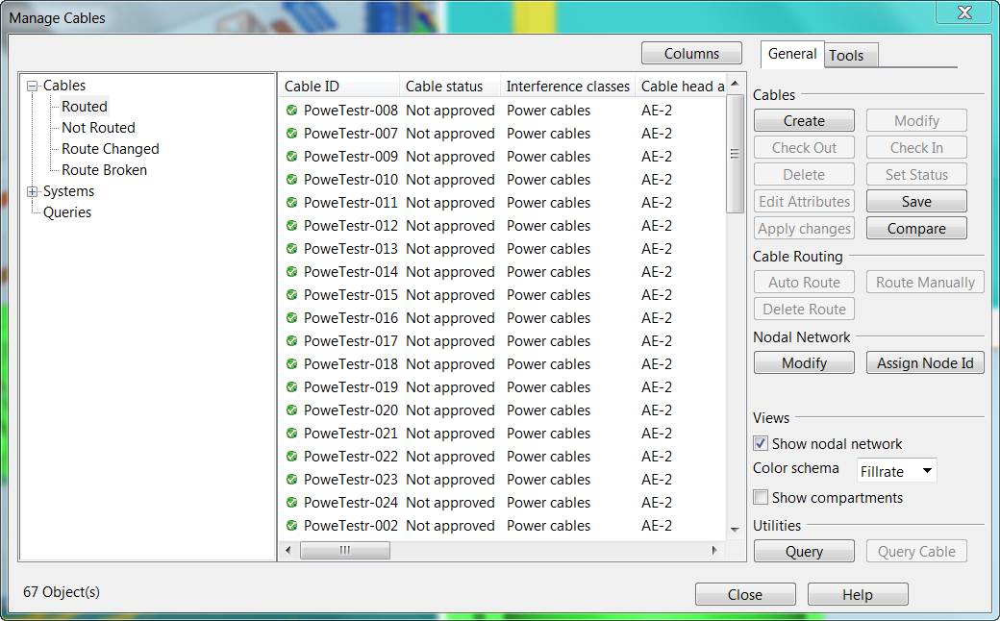 Manage Cables
Columns
General Tools
Cables
Routed
Not Routed
Route Changed
Route Broken
Systems
Queries
Cable ID Cable status Interference classes Cable head a
PoweTestr-008 Not approved Power cables AE-2
PoweTestr-007 Not approved Power cables AE-2
PoweTestr-009 Not approved Power cables AE-2
PoweTestr-010 Not approved Power cables AE-2
PoweTestr-011 Not approved Power cables AE-2
PoweTestr-012 Not approved Power cables AE-2
PoweTestr-013 Not approved Power cables AE-2
PoweTestr-014 Not approved Power cables AE-2
PoweTestr-015 Not approved Power cables AE-2
PoweTestr-016 Not approved Power cables AE-2
PoweTestr-017 Not approved Power cables AE-2
PoweTestr-018 Not approved Power cables AE-2
PoweTestr-019 Not approved Power cables AE-2
PoweTestr-020 Not approved Power cables AE-2
PoweTestr-021 Not approved Power cables AE-2
PoweTestr-022 Not approved Power cables AE-2
PoweTestr-023 Not approved Power cables AE-2
PoweTestr-024 Not approved Power cables AE-2
PoweTestr-002 Not approved Power cables AE-2
Cables
Create Modify
Check Out Check In
Delete Set Status
Edit Attributes Save
Apply changes Compare
Cable Routing
Auto Route Route Manually
Delete Route
Nodal Network
Modify Assign Node Id
Views
Show nodal network
Color schema Fillrate
Show compartments
Utilities
Query Query Cable
67 Object(s)
Close Help